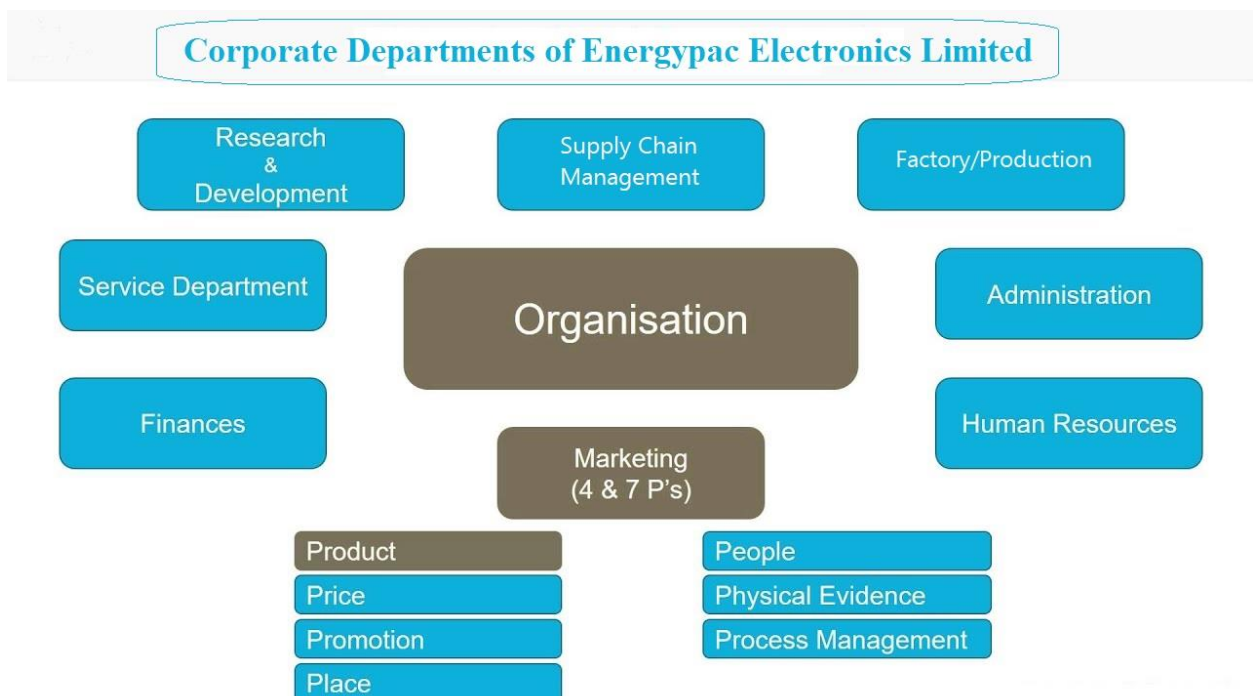 Corporate Departments of Energypac Electronics Limited
Research
&
Development
Supply Chain
Management
Factory/Production
Service Department
Organisation
Administration
Finances
Human Resources
Marketing
(4 & 7 P's)
Product
Price
Promotion
Place
People
Physical Evidence
Process Management